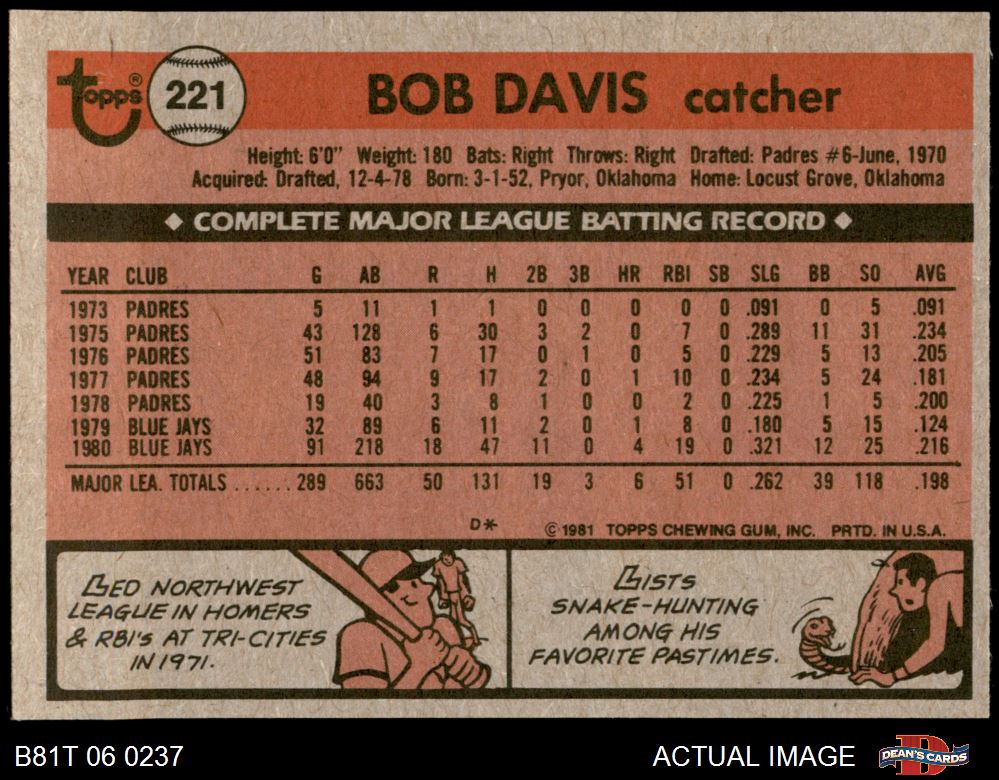 Topps® 221 BOB DAVIS catcher
Height: 6'0" Weight: 180 Bats: Right Throws: Right Drafted: Padres #6-June, 1970
Acquired: Drafted, 12-4-78 Born: 3-1-52, Pryor, Oklahoma Home: Locust Grove, Oklahoma
◆ COMPLETE MAJOR LEAGUE BATTING RECORD ◆
YEAR CLUB G AB R H 2B 3B HR RBI SB SLG BB SO AVG
1973 PADRES 5 11 1 1 0 0 0 0 0 .091 0 5 .091
1975 PADRES 43 128 6 30 3 2 0 7 0 .289 11 31 .234
1976 PADRES 51 83 7 17 0 1 0 5 0 .229 5 13 .205
1977 PADRES 48 94 9 17 2 0 1 10 0 .234 5 24 .181
1978 PADRES 19 40 3 8 1 0 0 2 0 .225 1 5 .200
1979 BLUE JAYS 32 89 6 11 2 0 1 8 0 .180 5 15 .124
1980 BLUE JAYS 91 218 18 47 11 0 4 19 0 .321 12 25 .216
MAJOR LEA. TOTALS ...... 289 663 50 131 19 3 6 51 0 .262 39 118 .198
D* © 1981 TOPPS CHEWING GUM, INC. PRTD. IN U.S.A.
LED NORTHWEST
LEAGUE IN HOMERS
& RBI'S AT TRI-CITIES
IN 1971.
LISTS
SNAKE-HUNTING
AMONG HIS
FAVORITE PASTIMES.
B81T 06 0237 ACTUAL IMAGE DEAN'S CARDS